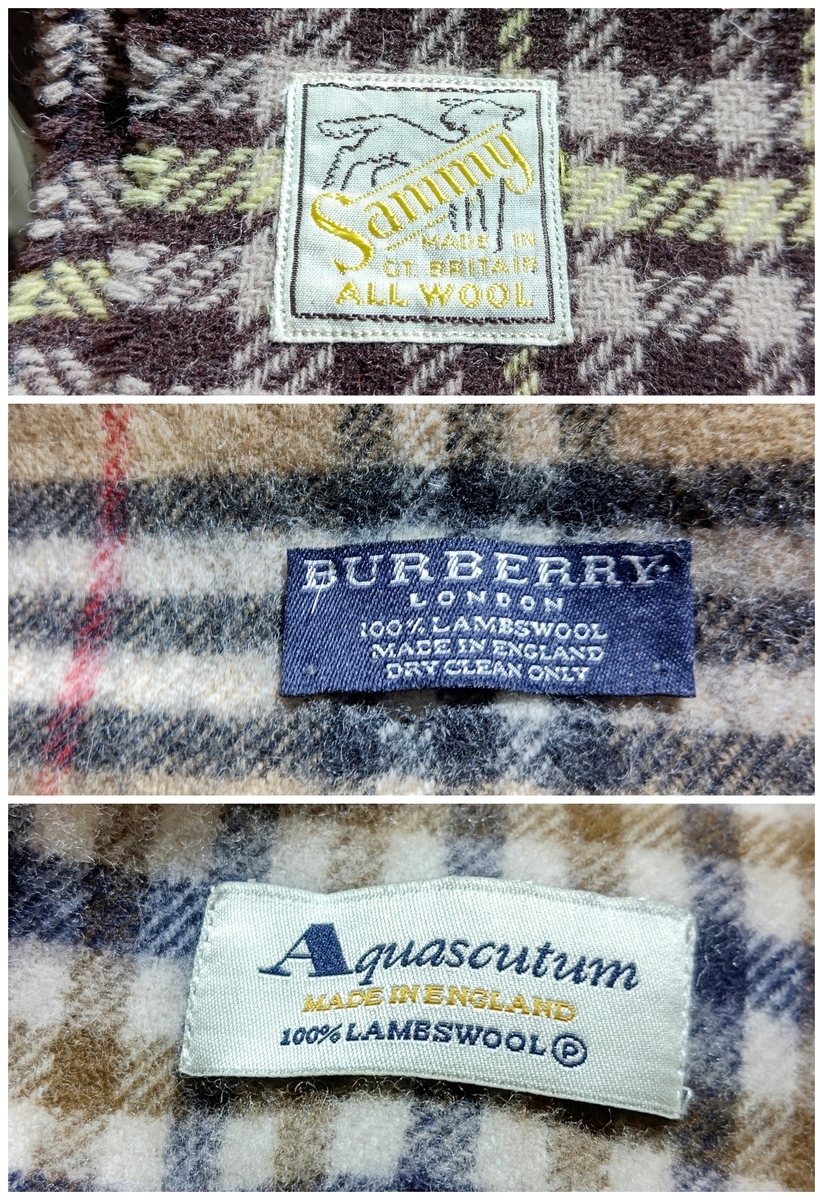 Sammy
MADE IN
GT BRITAIN
ALL WOOL
BURBERRY
LONDON
100% LAMBSWOOL
MADE IN ENGLAND
DRY CLEAN ONLY
Aquascutum
MADE IN ENGLAND
100% LAMBSWOOL Ⓟ